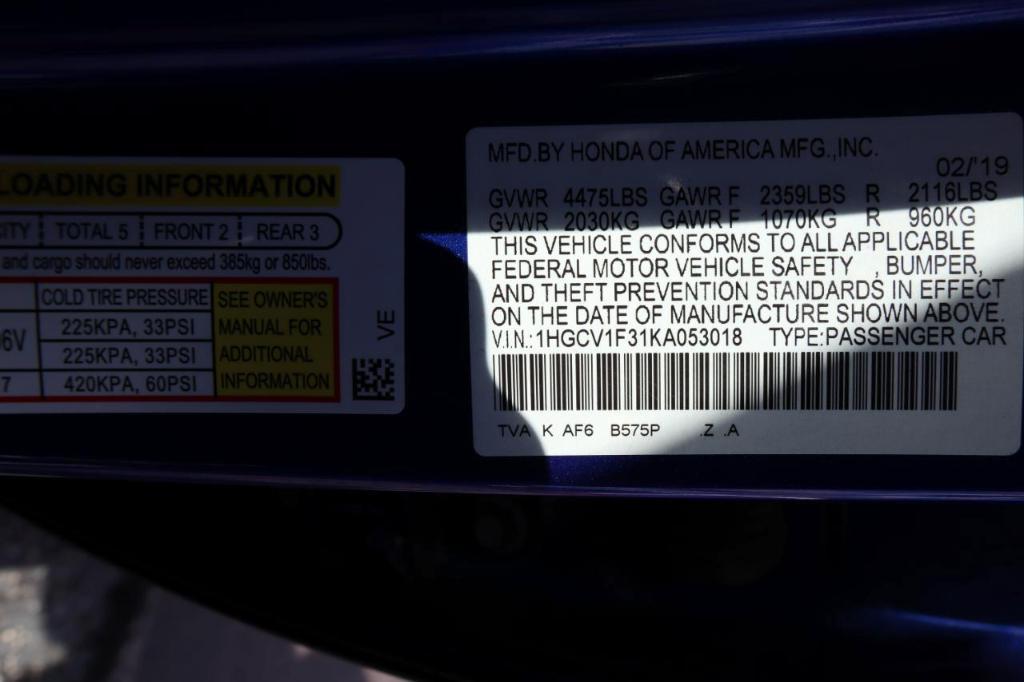 LOADING INFORMATION
CITY TOTAL 5 FRONT 2 REAR 3
and cargo should never exceed 385kg or 850lbs.
COLD TIRE PRESSURE
6V 225KPA, 33PSI
225KPA, 33PSI
7 420KPA, 60PSI
SEE OWNER'S
MANUAL FOR
ADDITIONAL
INFORMATION
VE
MFD.BY HONDA OF AMERICA MFG.,INC.
02/'19
GVWR 4475LBS GAWR F 2359LBS R 2116LBS
GVWR 2030KG GAWR F 1070KG R 960KG
THIS VEHICLE CONFORMS TO ALL APPLICABLE
FEDERAL MOTOR VEHICLE SAFETY , BUMPER,
AND THEFT PREVENTION STANDARDS IN EFFECT
ON THE DATE OF MANUFACTURE SHOWN ABOVE.
V.I.N.:1HGCV1F31KA053018 TYPE:PASSENGER CAR
TVA K AF6 B575P .Z .A